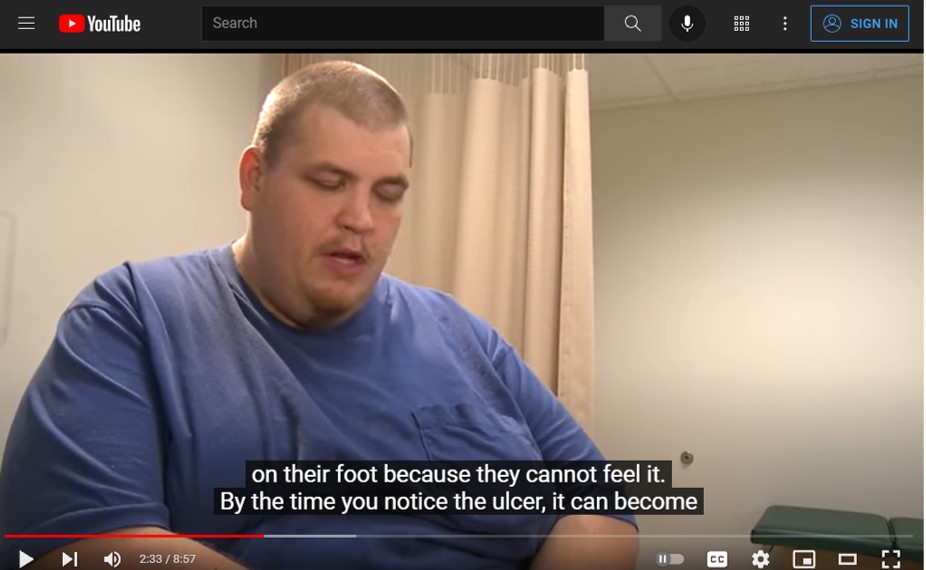 YouTube
Search
SIGN IN
on their foot because they cannot feel it.
By the time you notice the ulcer, it can become
2:33 / 8:57
CC